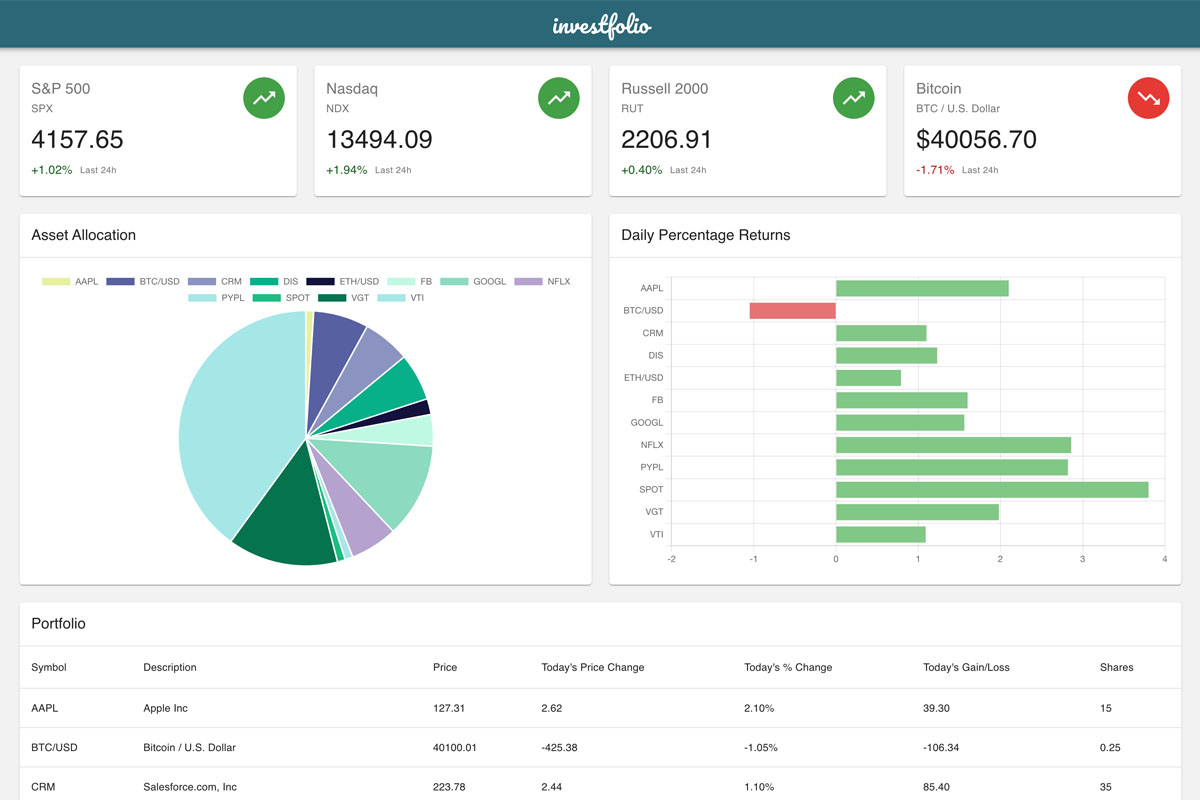 investfolio
S&P 500
SPX
4157.65
+1.02% Last 24h
Nasdaq
NDX
13494.09
+1.94% Last 24h
Russell 2000
RUT
2206.91
+0.40% Last 24h
Bitcoin
BTC / U.S. Dollar
$40056.70
-1.71% Last 24h
Asset Allocation
AAPL BTC/USD CRM DIS ETH/USD FB GOOGL NFLX
PYPL SPOT VGT VTI
Daily Percentage Returns
AAPL
BTC/USD
CRM
DIS
ETH/USD
FB
GOOGL
NFLX
PYPL
SPOT
VGT
VTI
-2 -1 0 1 2 3 4
Portfolio
Symbol Description Price Today's Price Change Today's % Change Today's Gain/Loss Shares
AAPL Apple Inc 127.31 2.62 2.10% 39.30 15
BTC/USD Bitcoin / U.S. Dollar 40100.01 -425.38 -1.05% -106.34 0.25
CRM Salesforce.com, Inc 223.78 2.44 1.10% 85.40 35